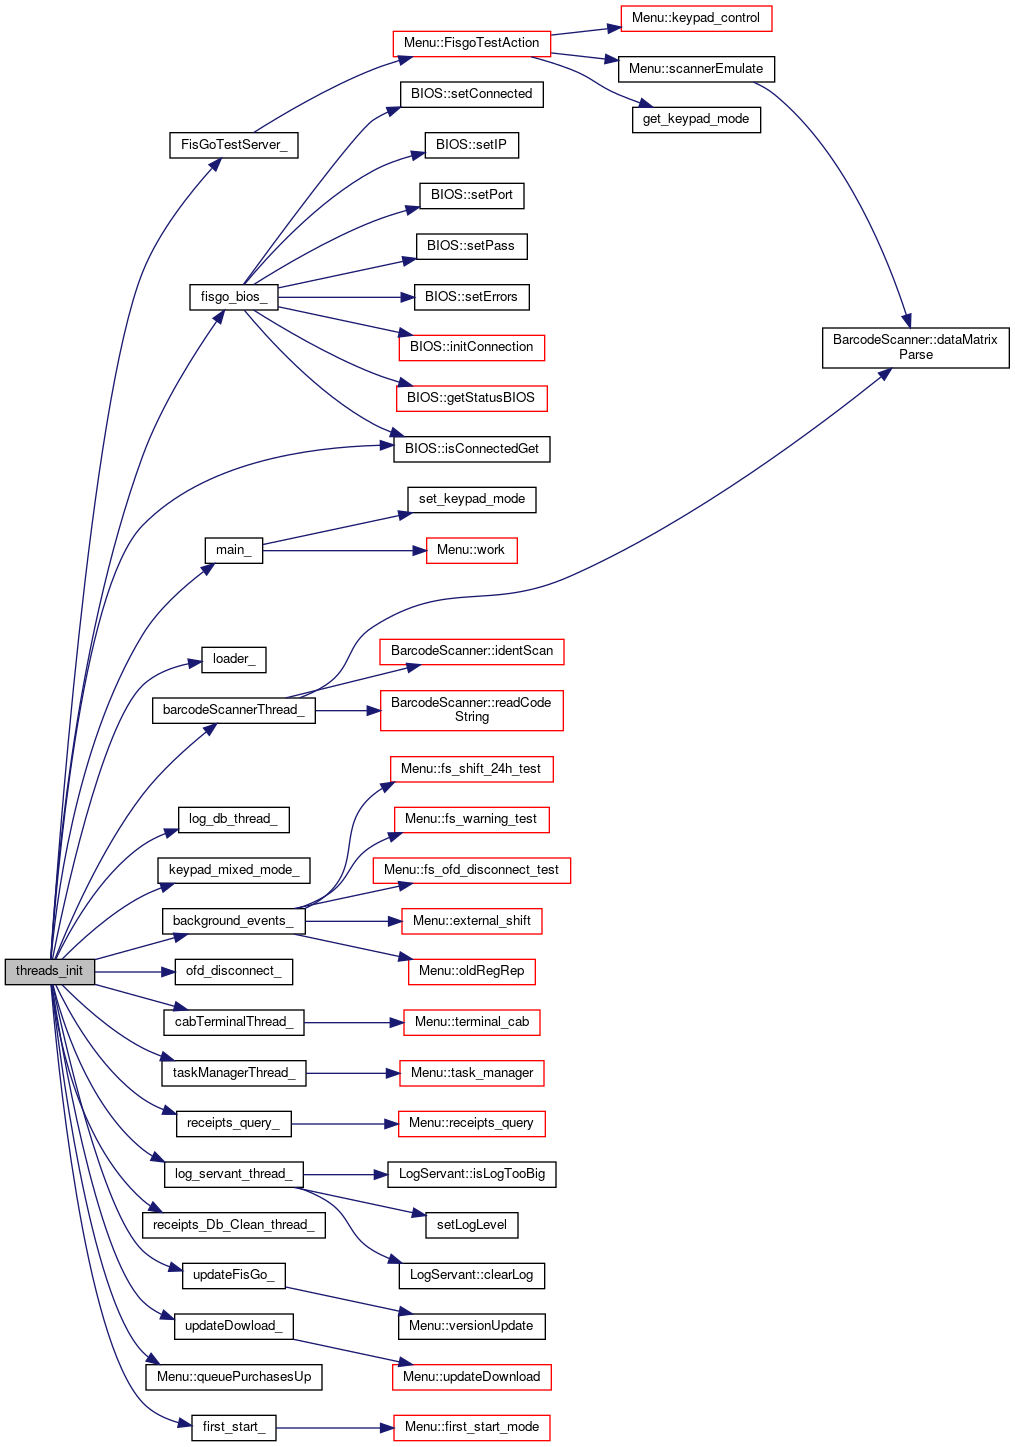 Menu::keypad_control
Menu::FisgoTestAction
Menu::scannerEmulate
BIOS::setConnected
get_keypad_mode
FisGoTestServer_
BIOS::setIP
BIOS::setPort
BIOS::setPass
fisgo_bios_
BIOS::setErrors
BIOS::initConnection
BarcodeScanner::dataMatrix
Parse
BIOS::getStatusBIOS
BIOS::isConnectedGet
set_keypad_mode
main_
Menu::work
loader_
BarcodeScanner::identScan
barcodeScannerThread_
BarcodeScanner::readCode
String
Menu::fs_shift_24h_test
log_db_thread_
Menu::fs_warning_test
keypad_mixed_mode_
Menu::fs_ofd_disconnect_test
background_events_
Menu::external_shift
threads_init
ofd_disconnect_
Menu::oldRegRep
cabTerminalThread_
Menu::terminal_cab
taskManagerThread_
Menu::task_manager
receipts_query_
Menu::receipts_query
log_servant_thread_
LogServant::isLogTooBig
receipts_Db_Clean_thread_
setLogLevel
updateFisGo_
LogServant::clearLog
updateDowload_
Menu::versionUpdate
Menu::queuePurchasesUp
Menu::updateDownload
first_start_
Menu::first_start_mode